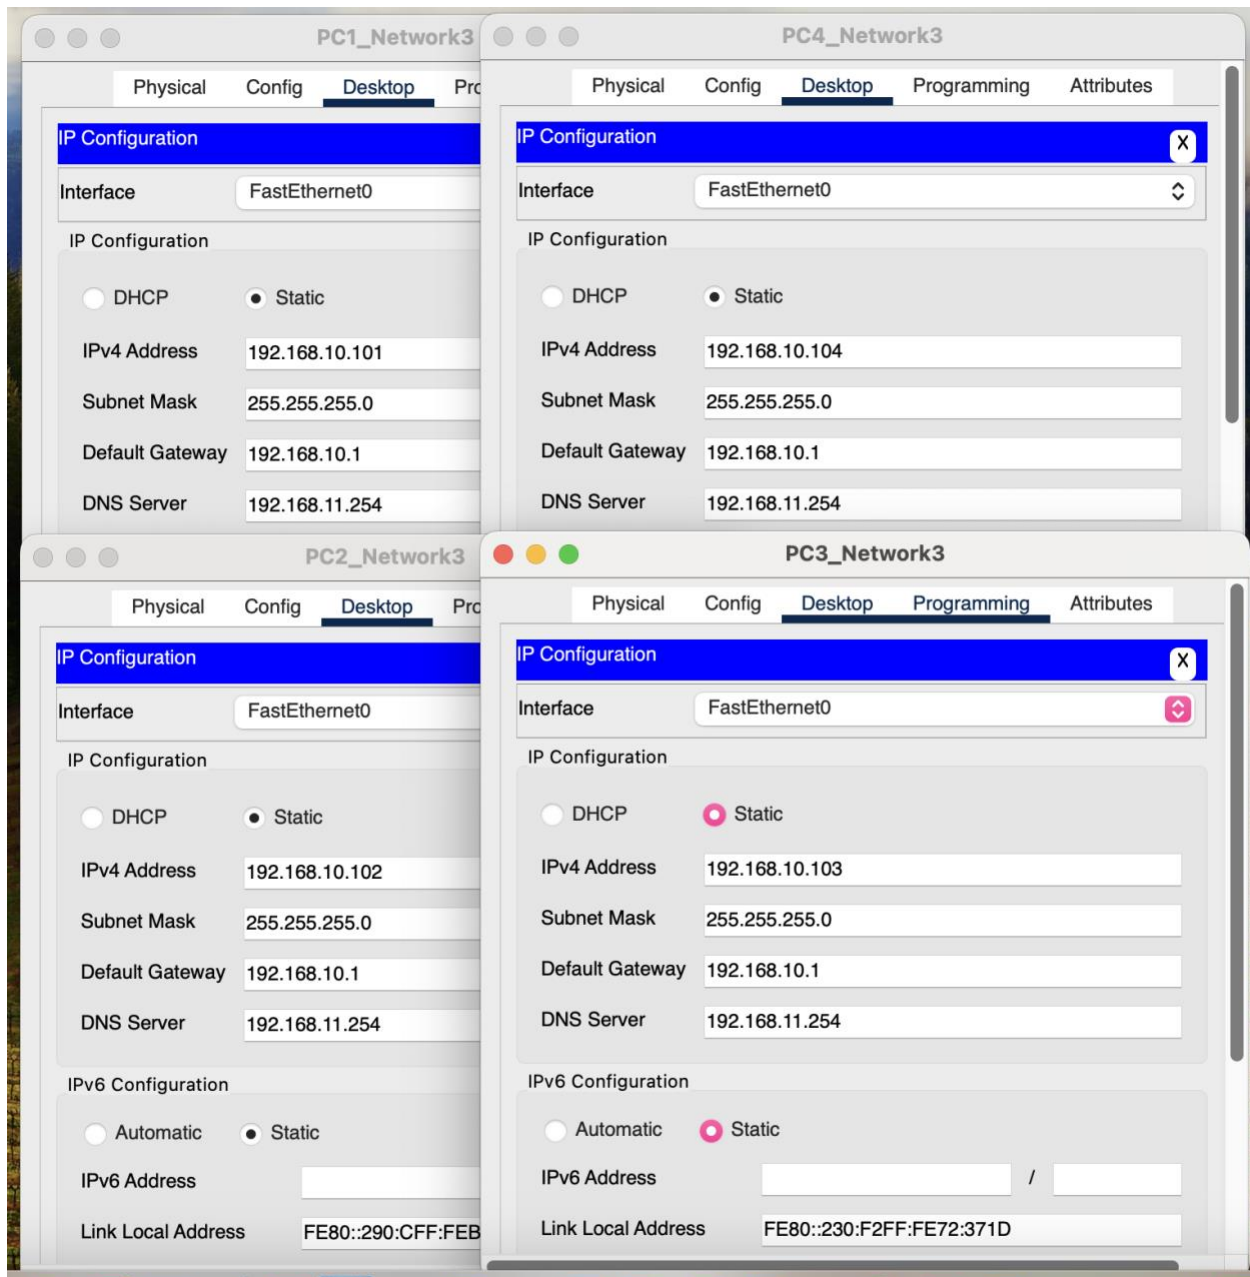 PC1_Network3
Physical Config Desktop Pro
IP Configuration
Interface FastEthernet0
IP Configuration
DHCP Static
IPv4 Address 192.168.10.101
Subnet Mask 255.255.255.0
Default Gateway 192.168.10.1
DNS Server 192.168.11.254
PC4_Network3
Physical Config Desktop Programming Attributes
IP Configuration X
Interface FastEthernet0
IP Configuration
DHCP Static
IPv4 Address 192.168.10.104
Subnet Mask 255.255.255.0
Default Gateway 192.168.10.1
DNS Server 192.168.11.254
PC2_Network3
Physical Config Desktop Pro
IP Configuration
Interface FastEthernet0
IP Configuration
DHCP Static
IPv4 Address 192.168.10.102
Subnet Mask 255.255.255.0
Default Gateway 192.168.10.1
DNS Server 192.168.11.254
IPv6 Configuration
Automatic Static
IPv6 Address
Link Local Address FE80::290:CFF:FEB
PC3_Network3
Physical Config Desktop Programming Attributes
IP Configuration X
Interface FastEthernet0
IP Configuration
DHCP Static
IPv4 Address 192.168.10.103
Subnet Mask 255.255.255.0
Default Gateway 192.168.10.1
DNS Server 192.168.11.254
IPv6 Configuration
Automatic Static
IPv6 Address /
Link Local Address FE80::230:F2FF:FE72:371D